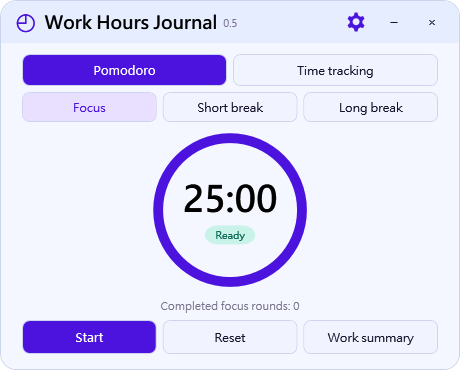 Work Hours Journal 0.5
Pomodoro Time tracking
Focus Short break Long break
25:00
Ready
Completed focus rounds: 0
Start Reset Work summary